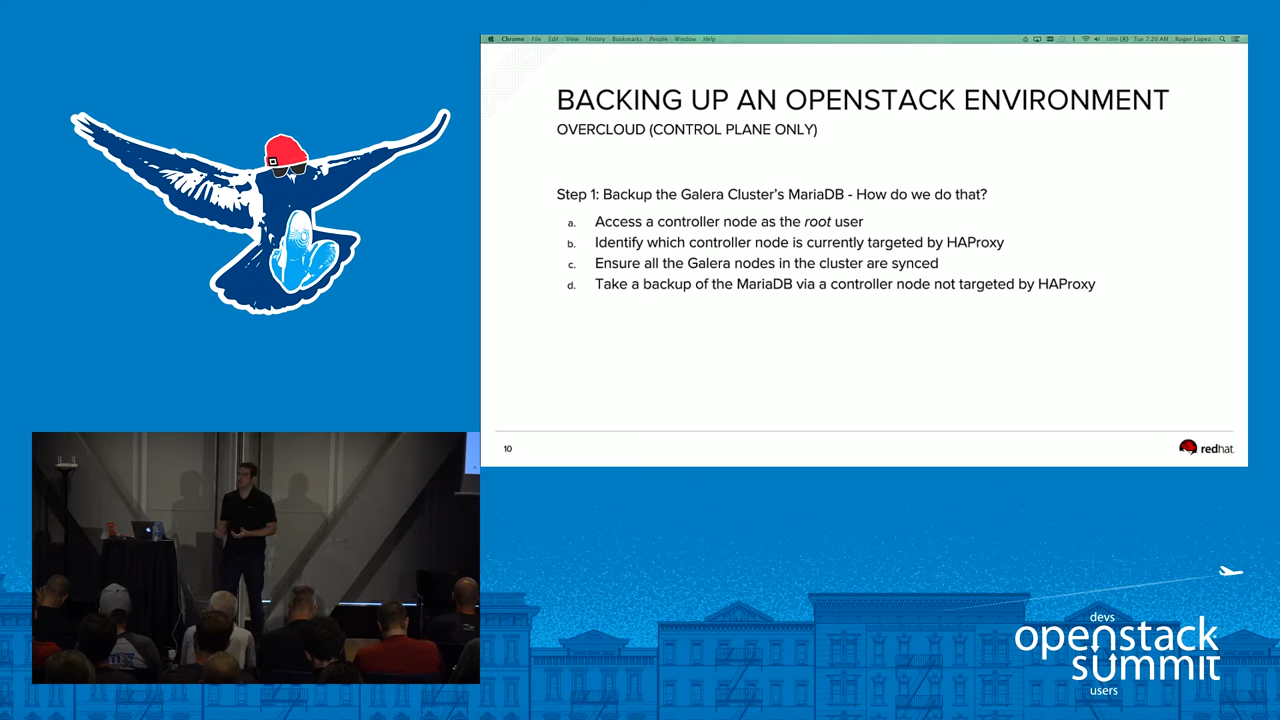 Chrome File Edit View History Bookmarks People Window Help
100% Tue 7:20 AM Roger Lopez
BACKING UP AN OPENSTACK ENVIRONMENT
OVERCLOUD (CONTROL PLANE ONLY)
Step 1: Backup the Galera Cluster's MariaDB - How do we do that?
a. Access a controller node as the root user
b. Identify which controller node is currently targeted by HAProxy
c. Ensure all the Galera nodes in the cluster are synced
d. Take a backup of the MariaDB via a controller node not targeted by HAProxy
10
redhat.
devs
openstack
summit
users